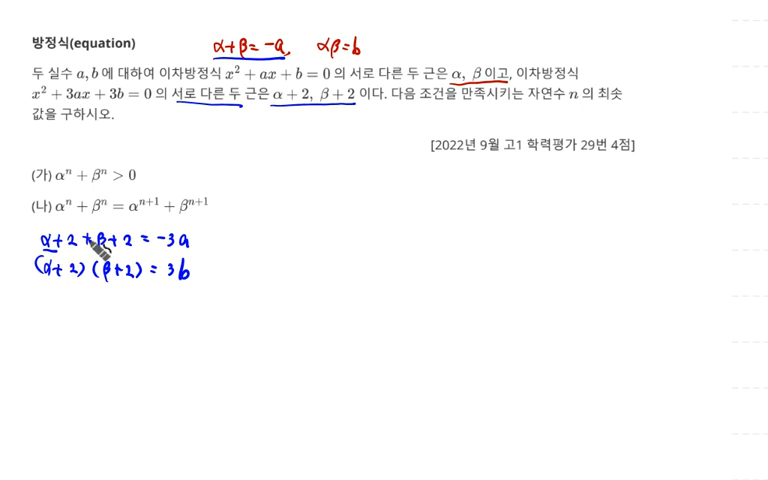 방정식(equation)
α+β=-a, αβ=b
두 실수 a, b 에 대하여 이차방정식 x² + ax + b = 0 의 서로 다른 두 근은 α, β 이고, 이차방정식
x² + 3ax + 3b = 0 의 서로 다른 두 근은 α + 2, β + 2 이다. 다음 조건을 만족시키는 자연수 n 의 최솟
값을 구하시오.
[2022년 9월 고1 학력평가 29번 4점]
(가) αⁿ + βⁿ > 0
(나) αⁿ + βⁿ = αⁿ⁺¹ + βⁿ⁺¹
α+2+β+2=-3a
(α+2)(β+2)=3b